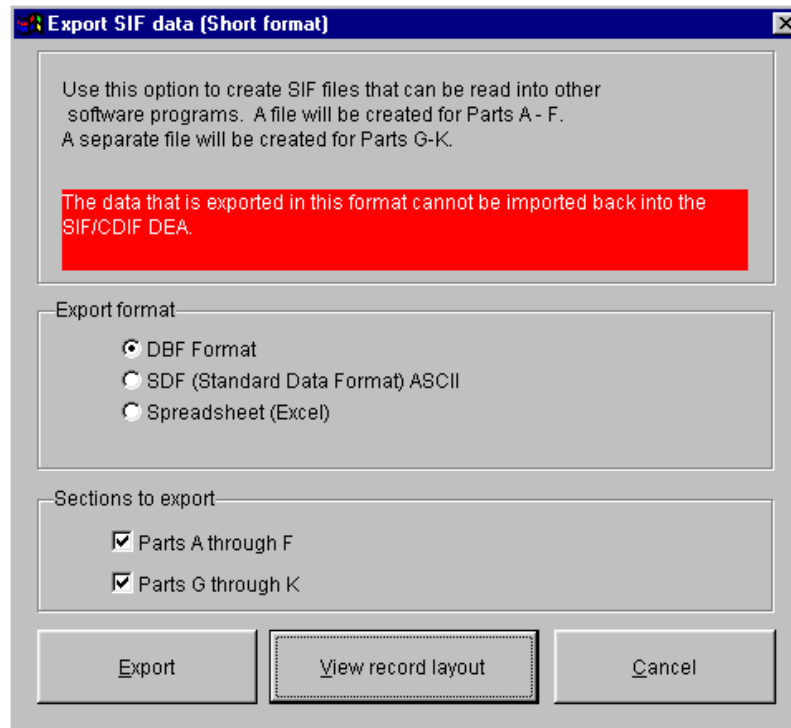 Export SIF data (Short format)
Use this option to create SIF files that can be read into other
software programs. A file will be created for Parts A - F.
A separate file will be created for Parts G-K.
The data that is exported in this format cannot be imported back into the
SIF/CDIF DEA.
Export format
DBF Format
SDF (Standard Data Format) ASCII
Spreadsheet (Excel)
Sections to export
Parts A through F
Parts G through K
Export
View record layout
Cancel